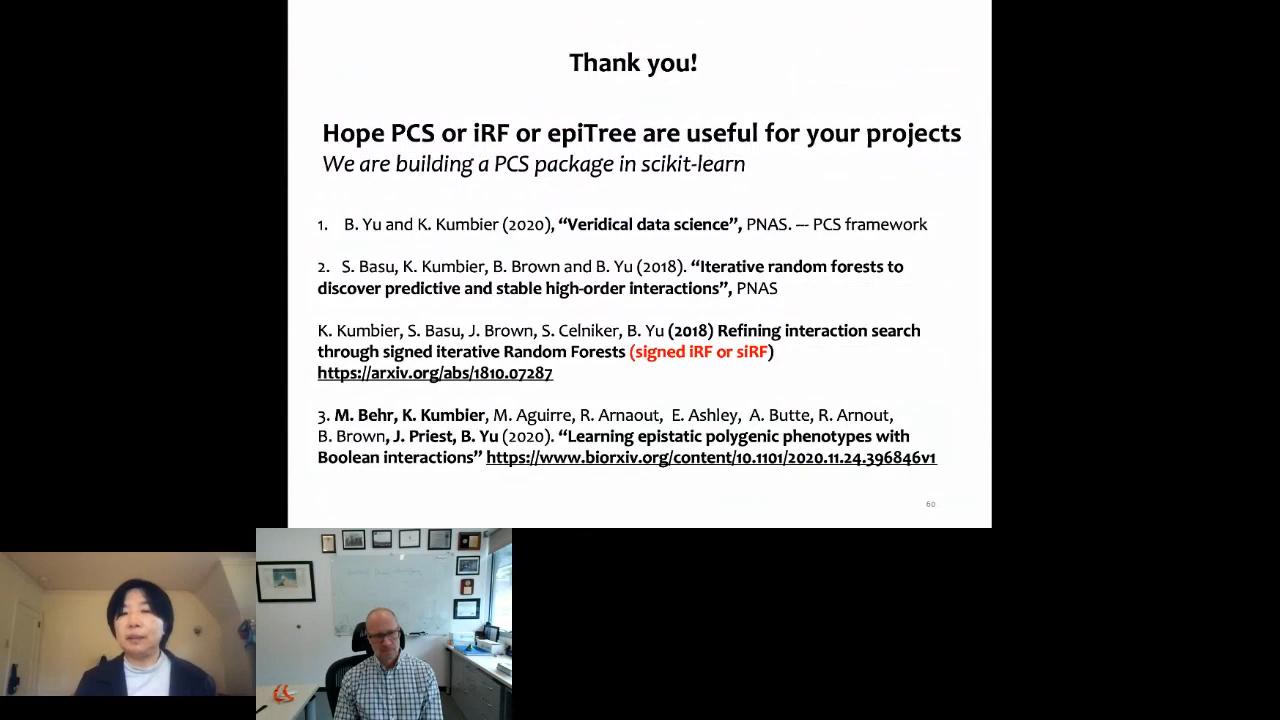 Thank you!
Hope PCS or iRF or epiTree are useful for your projects
We are building a PCS package in scikit-learn
1. B. Yu and K. Kumbier (2020), “Veridical data science”, PNAS. --- PCS framework
2. S. Basu, K. Kumbier, B. Brown and B. Yu (2018). “Iterative random forests to
discover predictive and stable high-order interactions”, PNAS
K. Kumbier, S. Basu, J. Brown, S. Celniker, B. Yu (2018) Refining interaction search
through signed iterative Random Forests (signed iRF or siRF)
https://arxiv.org/abs/1810.07287
3. M. Behr, K. Kumbier, M. Aguirre, R. Arnaout, E. Ashley, A. Butte, R. Arnout,
B. Brown, J. Priest, B. Yu (2020). “Learning epistatic polygenic phenotypes with
Boolean interactions” https://www.biorxiv.org/content/10.1101/2020.11.24.396846v1
60